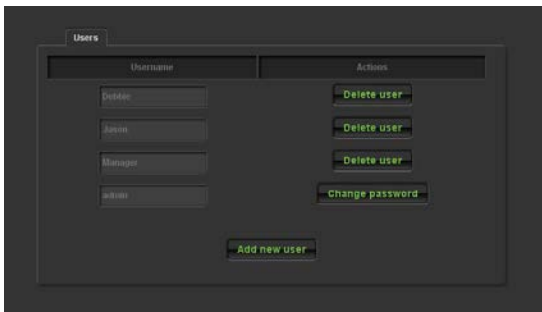 Users
Username Actions
Debbie Delete user
Jason Delete user
Manager Delete user
admin Change password
Add new user